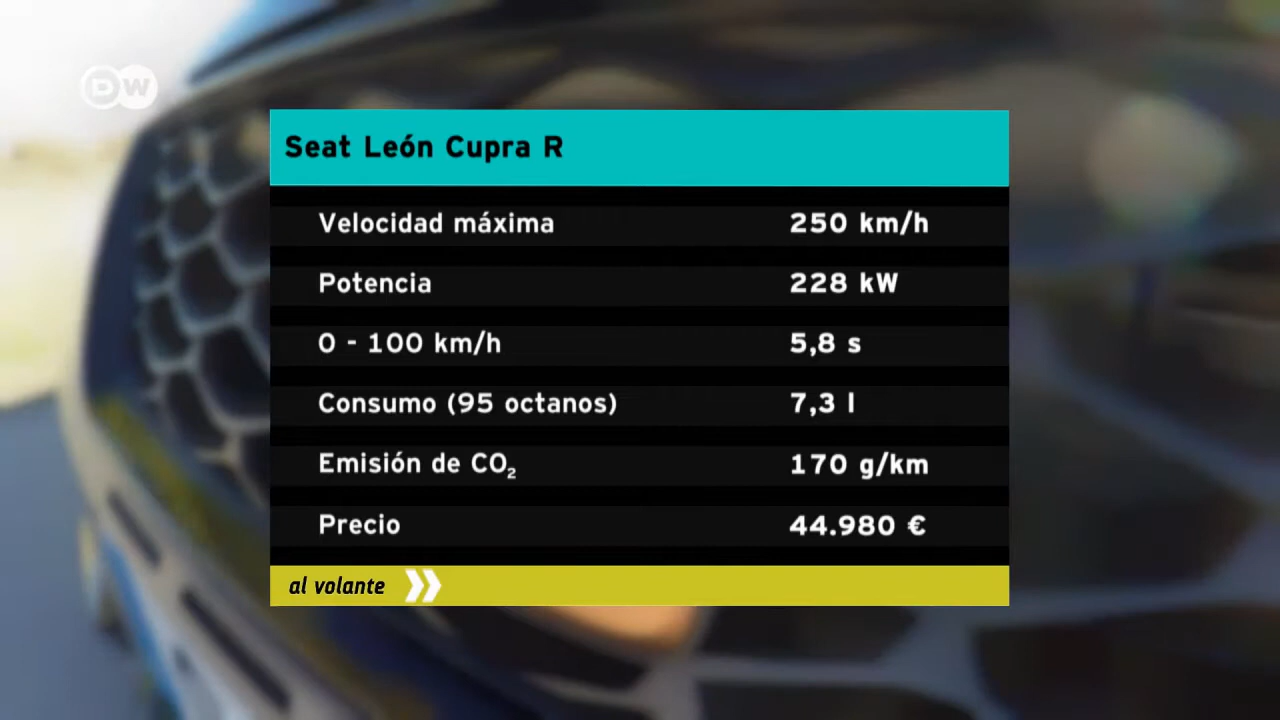 DW
Seat León Cupra R
Velocidad máxima 250 km/h
Potencia 228 kW
0 - 100 km/h 5,8 s
Consumo (95 octanos) 7,3 l
Emisión de CO₂ 170 g/km
Precio 44.980 €
al volante